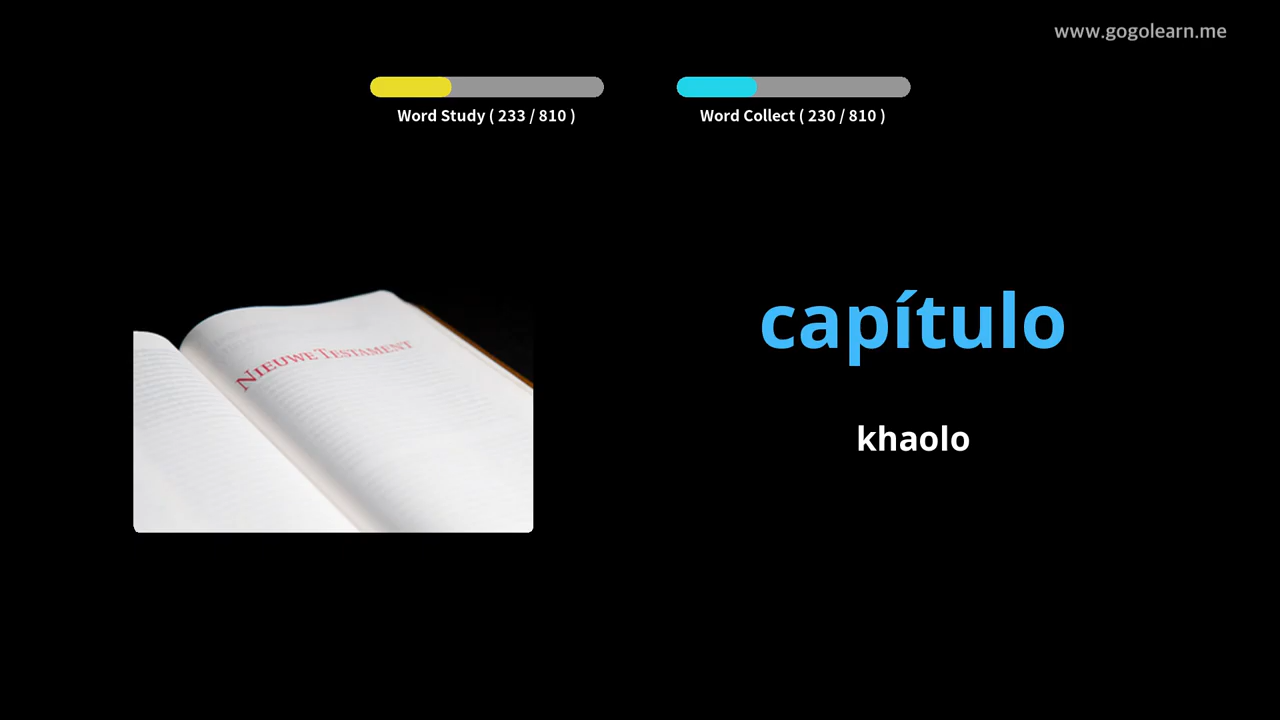 www.gogolearn.me
Word Study ( 233 / 810 )
Word Collect ( 230 / 810 )
NIEUWE TESTAMENT
capítulo
khaolo